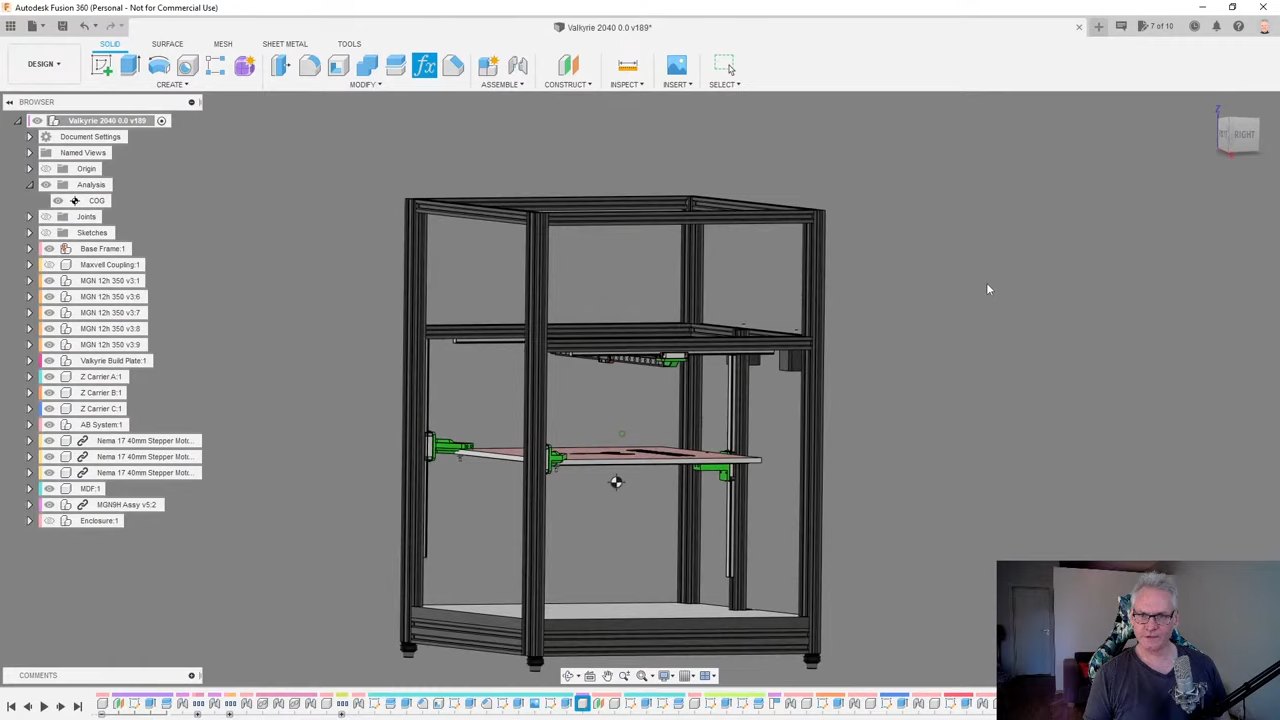 Autodesk Fusion 360 (Personal - Not for Commercial Use)
Valkyrie 2040 0.0 v189*
7 of 10
DESIGN
SOLID
SURFACE
MESH
SHEET METAL
TOOLS
CREATE
MODIFY
ASSEMBLE
CONSTRUCT
INSPECT
INSERT
SELECT
BROWSER
Valkyrie 2040 0.0 v189
Document Settings
Named Views
Origin
Analysis
COG
Joints
Sketches
Base Frame:1
Maxvell Coupling:1
MGN 12h 350 v3:1
MGN 12h 350 v3:6
MGN 12h 350 v3:7
MGN 12h 350 v3:8
MGN 12h 350 v3:9
Valkyrie Build Plate:1
Z Carrier A:1
Z Carrier B:1
Z Carrier C:1
AB System:1
Nema 17 40mm Stepper Moto...
Nema 17 40mm Stepper Moto...
Nema 17 40mm Stepper Moto...
MDF:1
MGN9H Assy v5:2
Enclosure:1
Z
RIGHT
COMMENTS